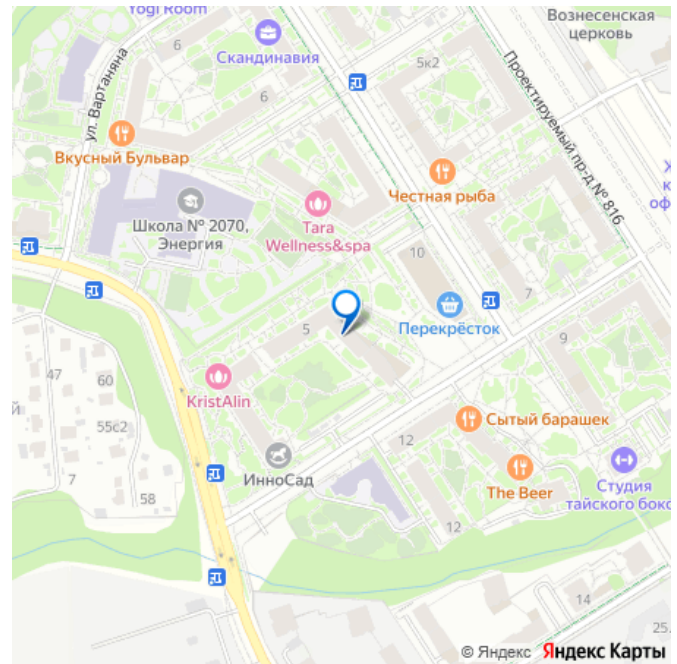 Yogi Room
Вознесенская
церковь
6
Скандинавия
5к2
ул. Вартаняна
6
Проектируемый пр-д № 816
Вкусный Бульвар
Честная рыба
Школа № 2070,
Энергия
Tara
Wellness&spa
10
7
5
Перекрёсток
9
47
60
KristAlin
55с2
12
Сытый барашек
7
ИнноСад
58
The Beer
Студия
тайского бокс
12
14
25
© Яндекс Яндекс Карты